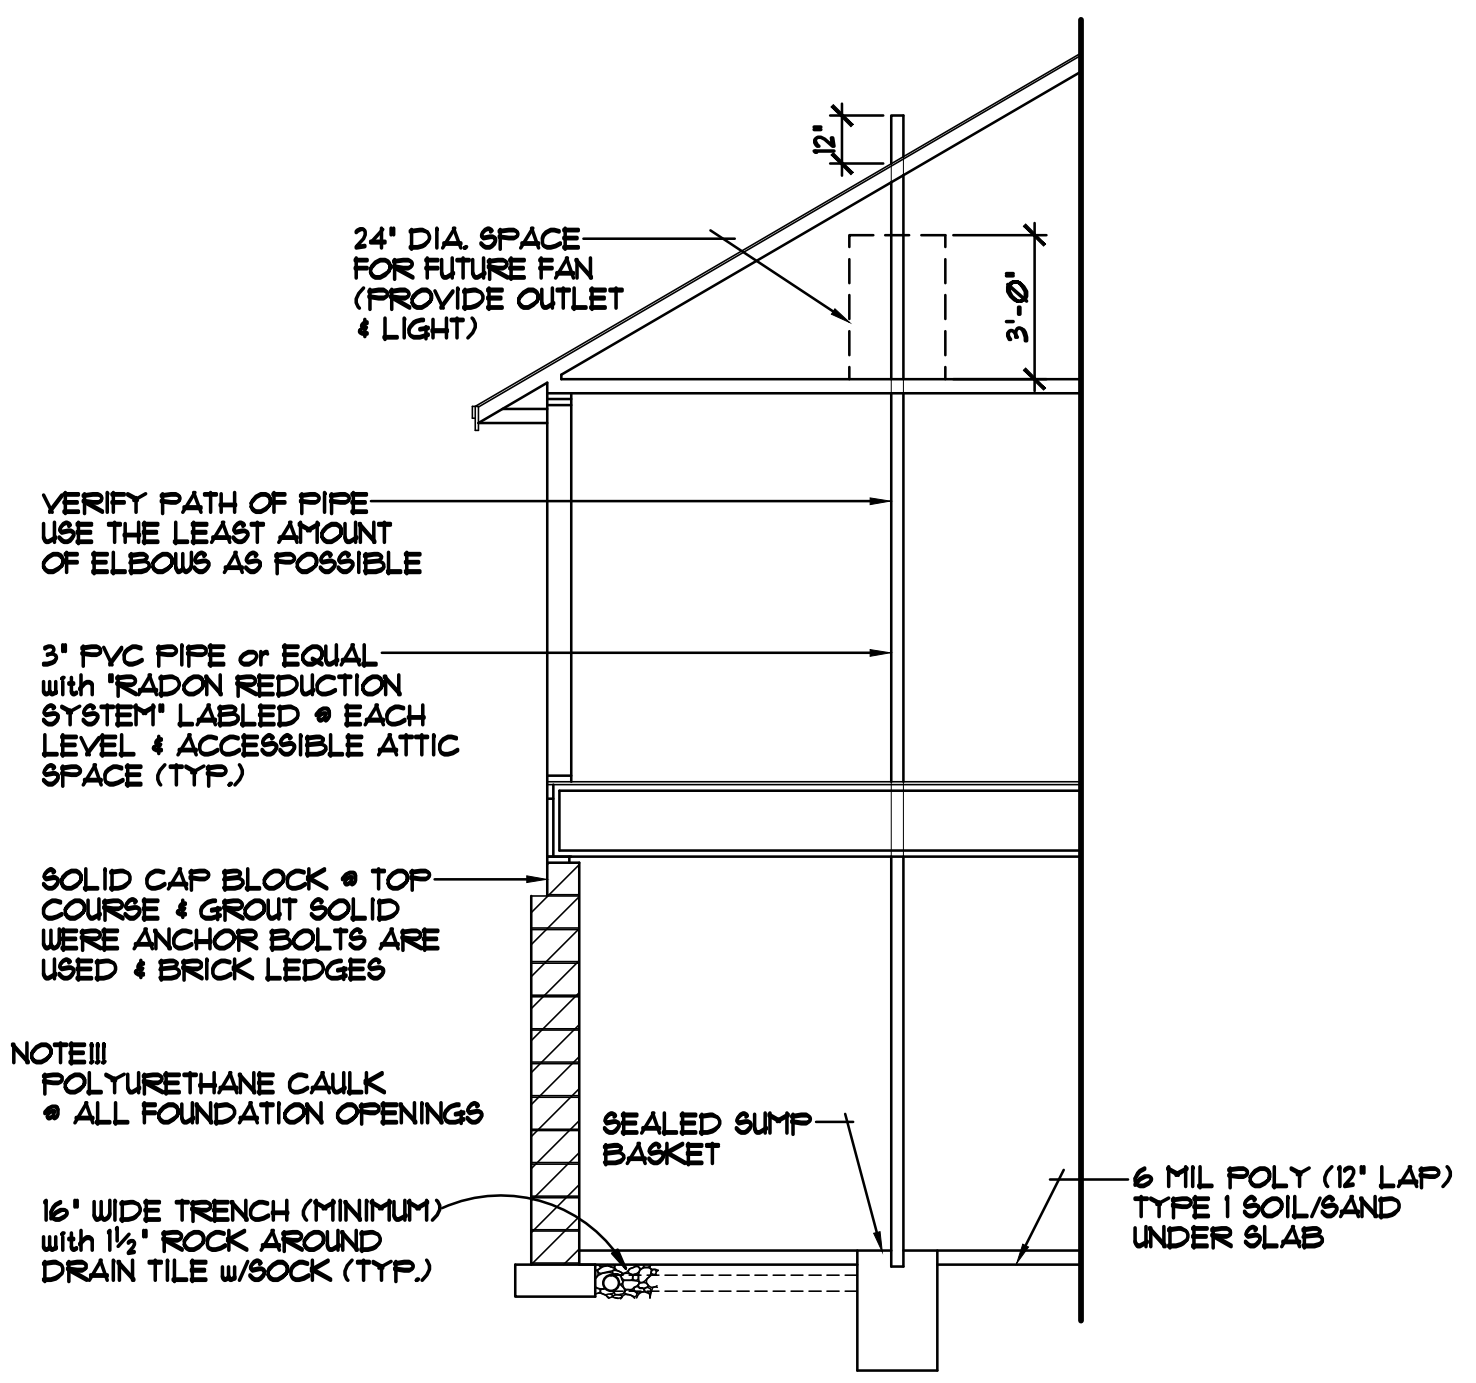 12"
24" DIA. SPACE
FOR FUTURE FAN
(PROVIDE OUTLET
& LIGHT)
3'-0"
VERIFY PATH OF PIPE
USE THE LEAST AMOUNT
OF ELBOWS AS POSSIBLE
3" PVC PIPE or EQUAL
with "RADON REDUCTION
SYSTEM" LABLED @ EACH
LEVEL & ACCESSIBLE ATTIC
SPACE (TYP.)
SOLID CAP BLOCK @ TOP
COURSE & GROUT SOLID
WERE ANCHOR BOLTS ARE
USED & BRICK LEDGES
NOTE!!!
POLYURETHANE CAULK
@ ALL FOUNDATION OPENINGS
SEALED SUMP
BASKET
6 MIL POLY (12" LAP)
TYPE 1 SOIL/SAND
UNDER SLAB
16" WIDE TRENCH (MINIMUM)
with 1½" ROCK AROUND
DRAIN TILE w/SOCK (TYP.)